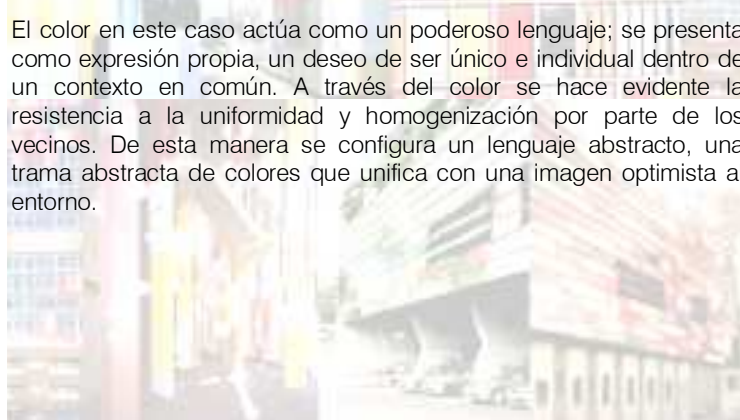 El color en este caso actúa como un poderoso lenguaje; se presenta
como expresión propia, un deseo de ser único e individual dentro de
un contexto en común. A través del color se hace evidente la
resistencia a la uniformidad y homogenización por parte de los
vecinos. De esta manera se configura un lenguaje abstracto, una
trama abstracta de colores que unifica con una imagen optimista a
entorno.